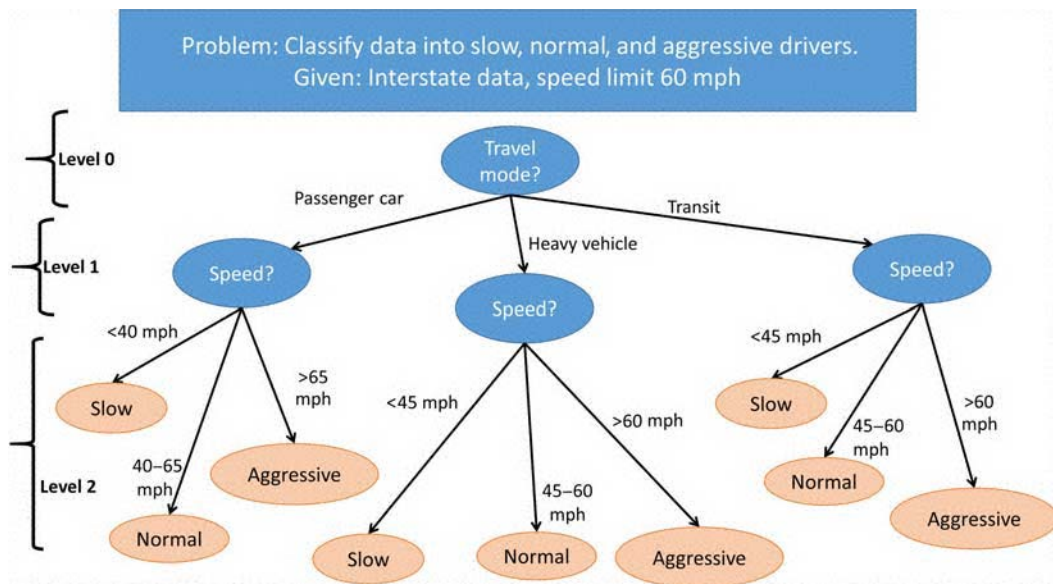 Problem: Classify data into slow, normal, and aggressive drivers.
Given: Interstate data, speed limit 60 mph
Level 0
Travel
mode?
Passenger car
Heavy vehicle
Transit
Level 1
Speed?
Speed?
Speed?
Level 2
<40 mph
40–65
mph
>65
mph
Slow
Normal
Aggressive
<45 mph
45–60
mph
>60 mph
Slow
Normal
Aggressive
<45 mph
45–60
mph
>60
mph
Slow
Normal
Aggressive